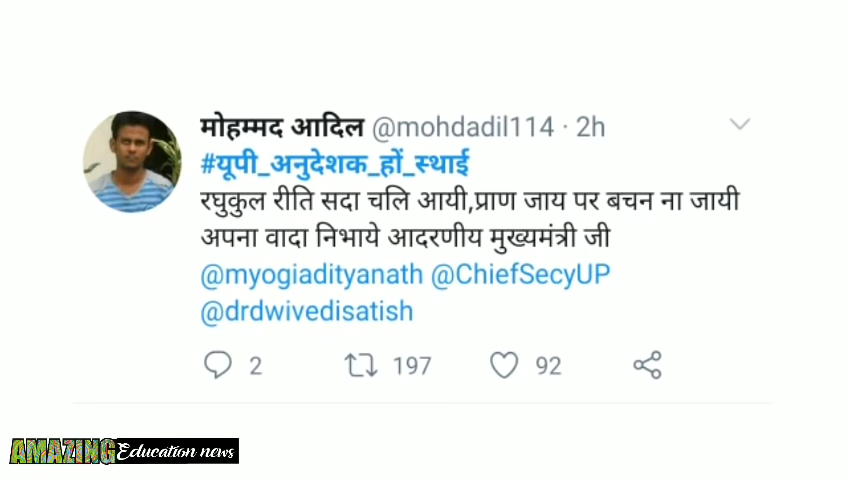 मोहम्मद आदिल @mohdadil114 · 2h
#यूपी_अनुदेशक_हों_स्थाई
रघुकुल रीति सदा चलि आयी,प्राण जाय पर बचन ना जायी
अपना वादा निभाये आदरणीय मुख्यमंत्री जी
@myogiadityanath @ChiefSecyUP
@drdwivedisatish
2 197 92
AMAZING Education news